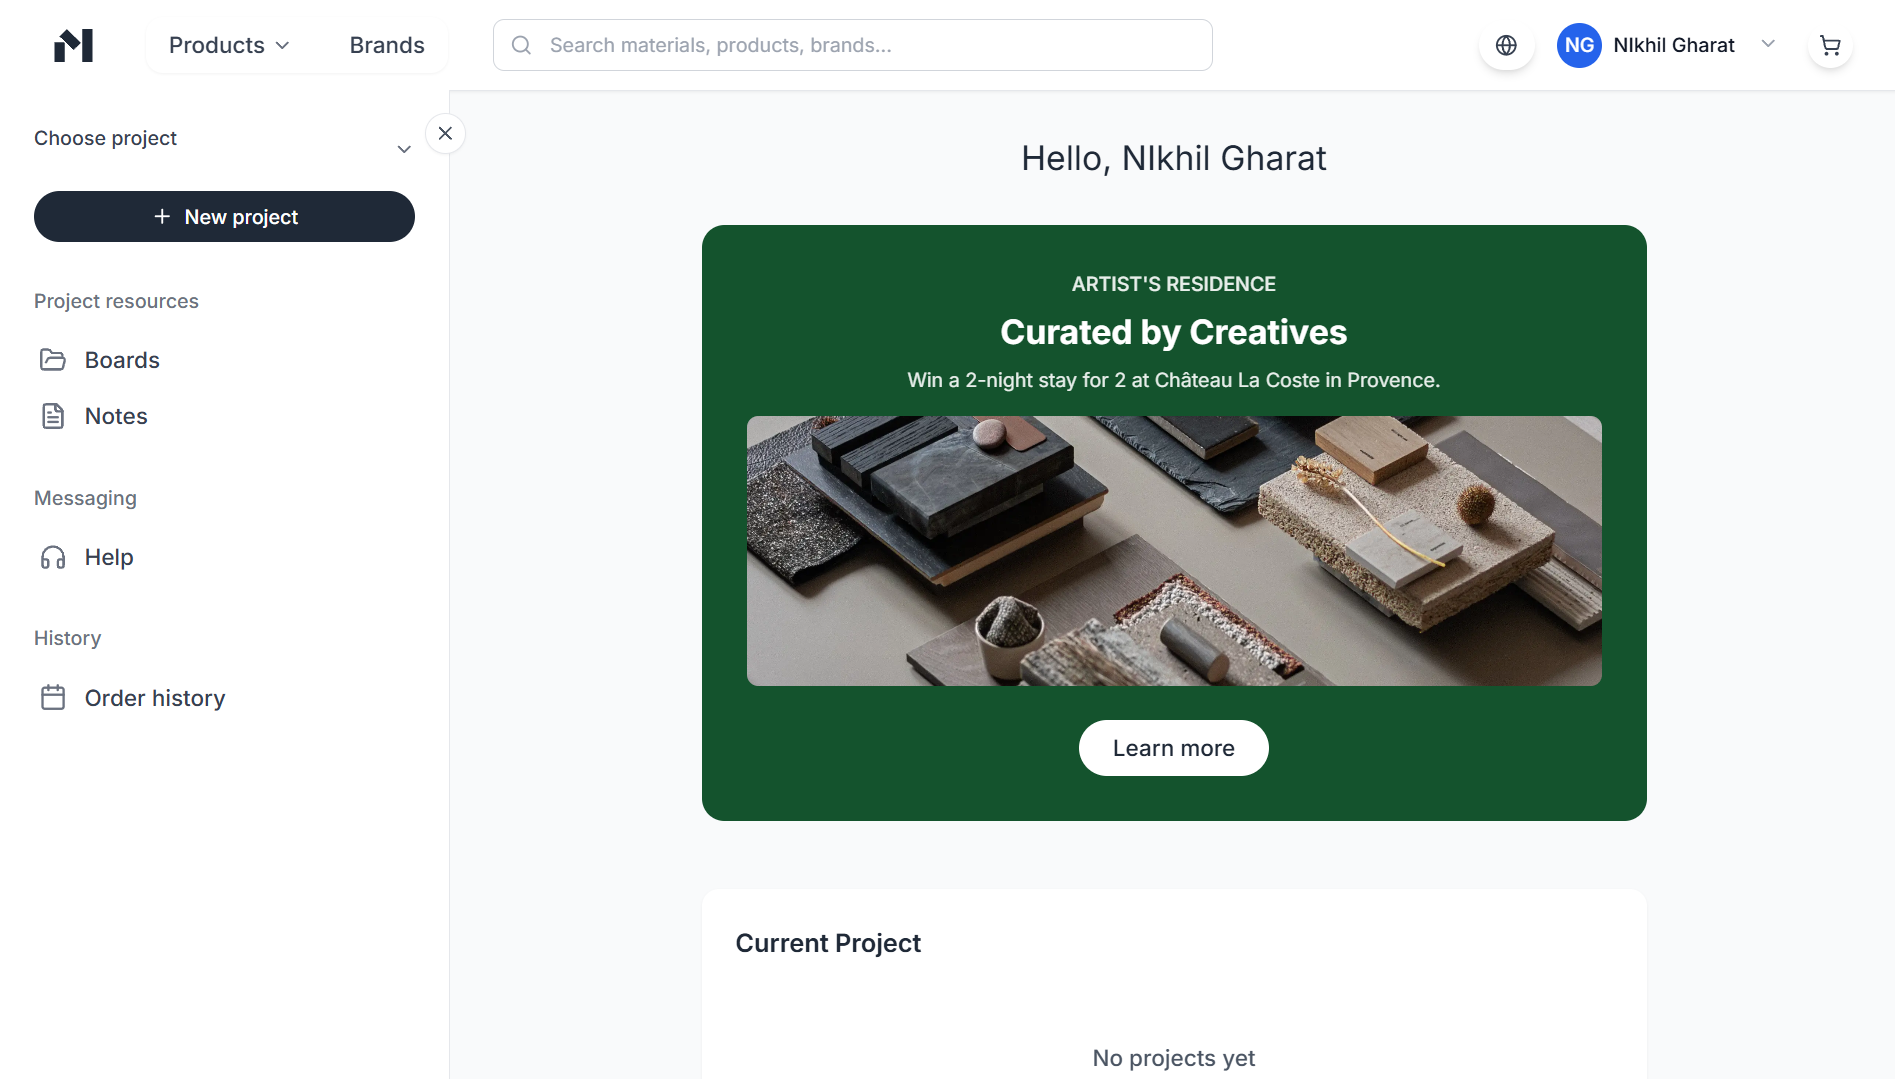 Products
Brands
Search materials, products, brands...
NG
NIkhil Gharat
Choose project
New project
Project resources
Boards
Notes
Messaging
Help
History
Order history
Hello, NIkhil Gharat
ARTIST'S RESIDENCE
Curated by Creatives
Win a 2-night stay for 2 at Château La Coste in Provence.
Learn more
Current Project
No projects yet